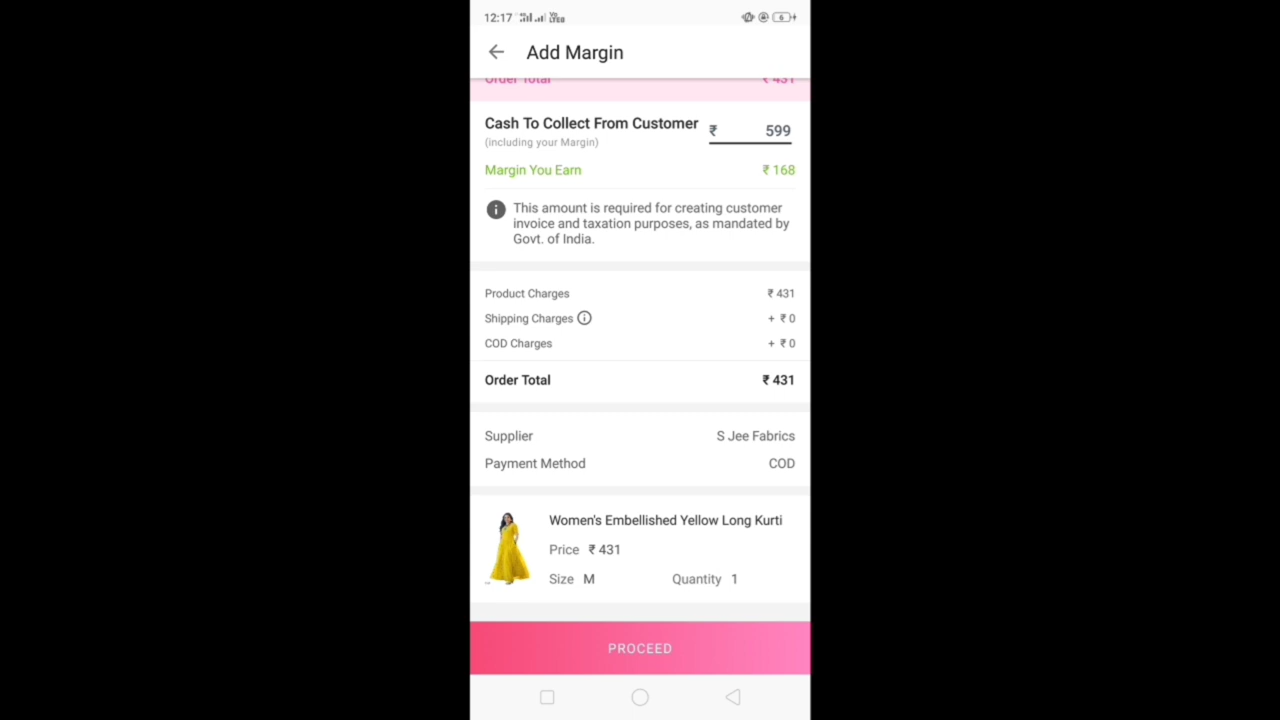 12:17
Add Margin
Order Total ₹ 431
Cash To Collect From Customer ₹ 599
(including your Margin)
Margin You Earn ₹ 168
This amount is required for creating customer
invoice and taxation purposes, as mandated by
Govt. of India.
Product Charges ₹ 431
Shipping Charges + ₹ 0
COD Charges + ₹ 0
Order Total ₹ 431
Supplier S Jee Fabrics
Payment Method COD
Women's Embellished Yellow Long Kurti
Price ₹ 431
Size M Quantity 1
PROCEED